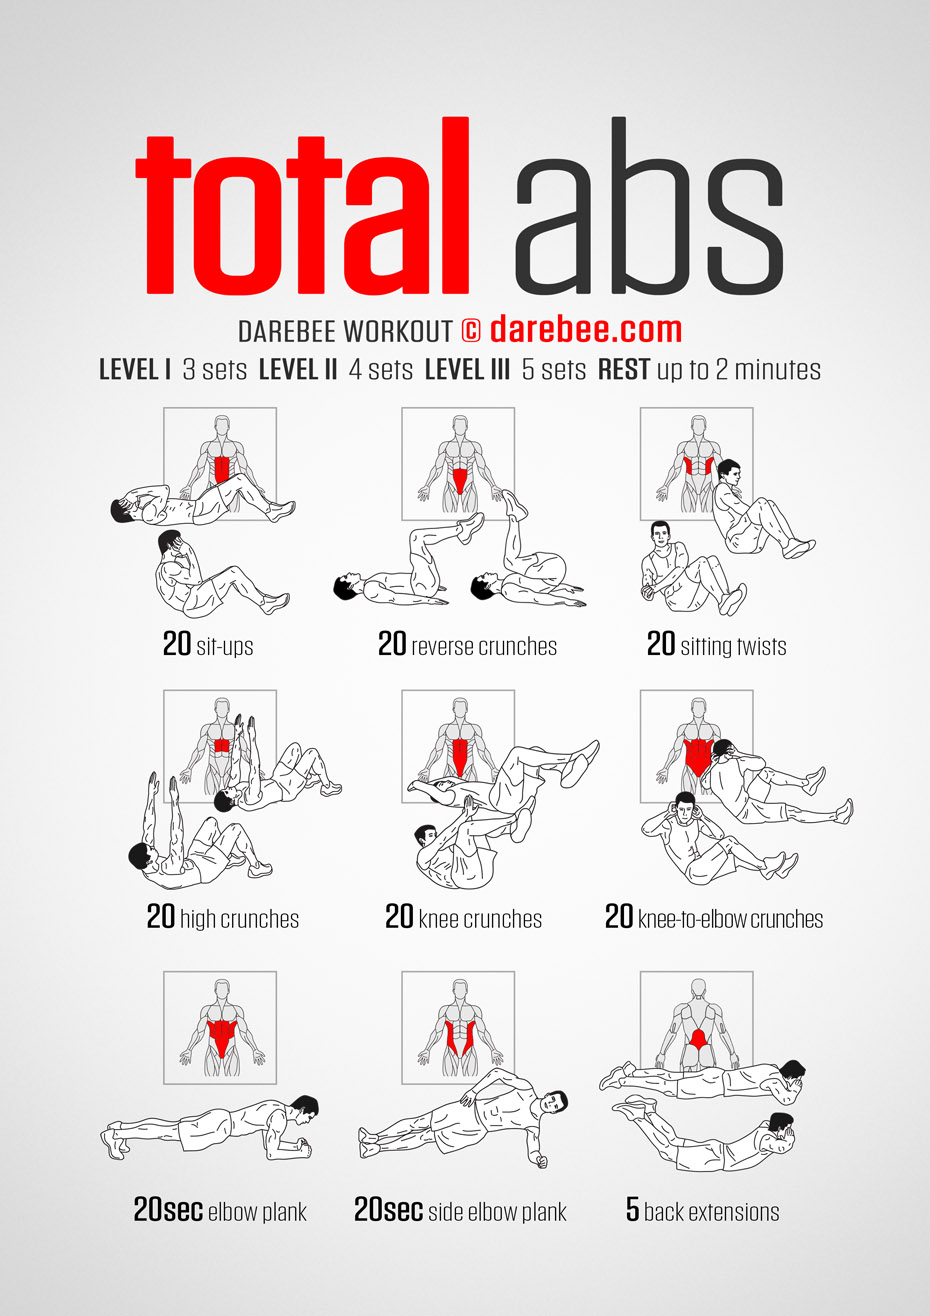 total abs
DAREBEE WORKOUT © darebee.com
LEVEL I 3 sets LEVEL II 4 sets LEVEL III 5 sets REST up to 2 minutes
20 sit-ups
20 reverse crunches
20 sitting twists
20 high crunches
20 knee crunches
20 knee-to-elbow crunches
20sec elbow plank
20sec side elbow plank
5 back extensions